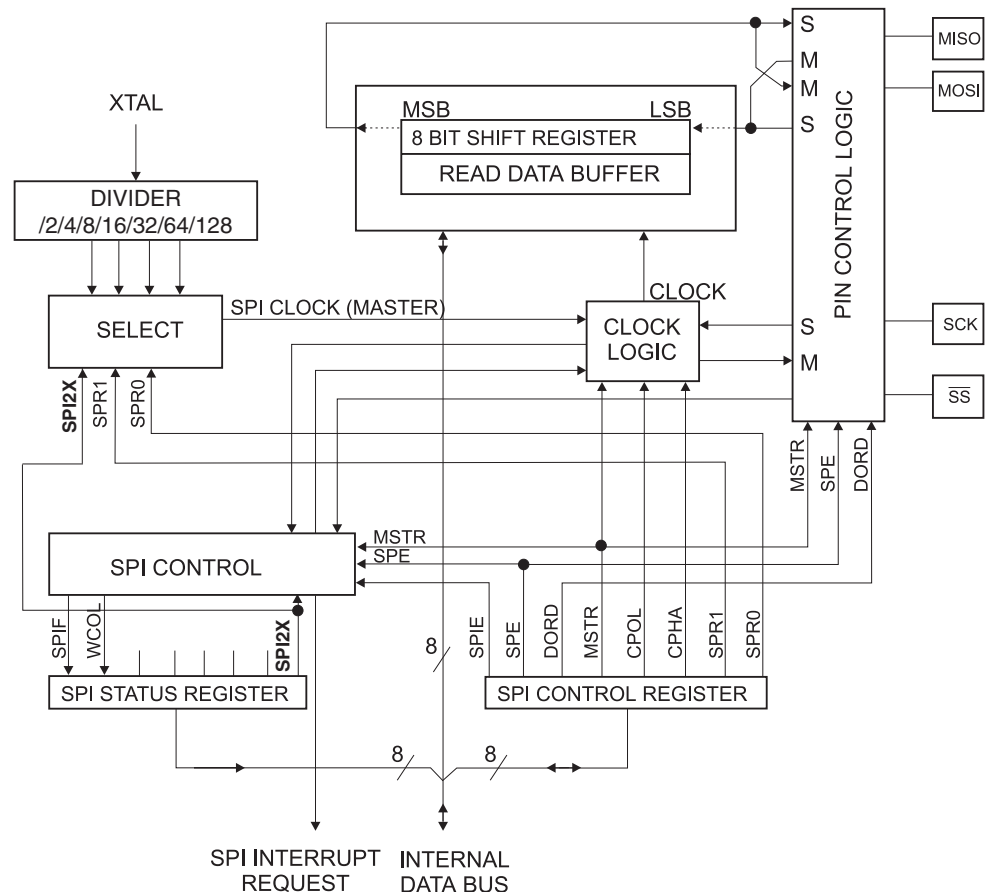 S
MISO
M
M
MOSI
S
MSB
LSB
8 BIT SHIFT REGISTER
READ DATA BUFFER
PIN CONTROL LOGIC
XTAL
DIVIDER
/2/4/8/16/32/64/128
SPI CLOCK (MASTER)
CLOCK
SELECT
CLOCK
LOGIC
S
M
SCK
SS
SPI2X
SPR1
SPR0
MSTR
SPE
DORD
MSTR
SPE
SPI CONTROL
SPIF
WCOL
SPI2X
8
SPIE
SPE
DORD
MSTR
CPOL
CPHA
SPR1
SPR0
SPI STATUS REGISTER
SPI CONTROL REGISTER
8
8
SPI INTERRUPT
REQUEST
INTERNAL
DATA BUS